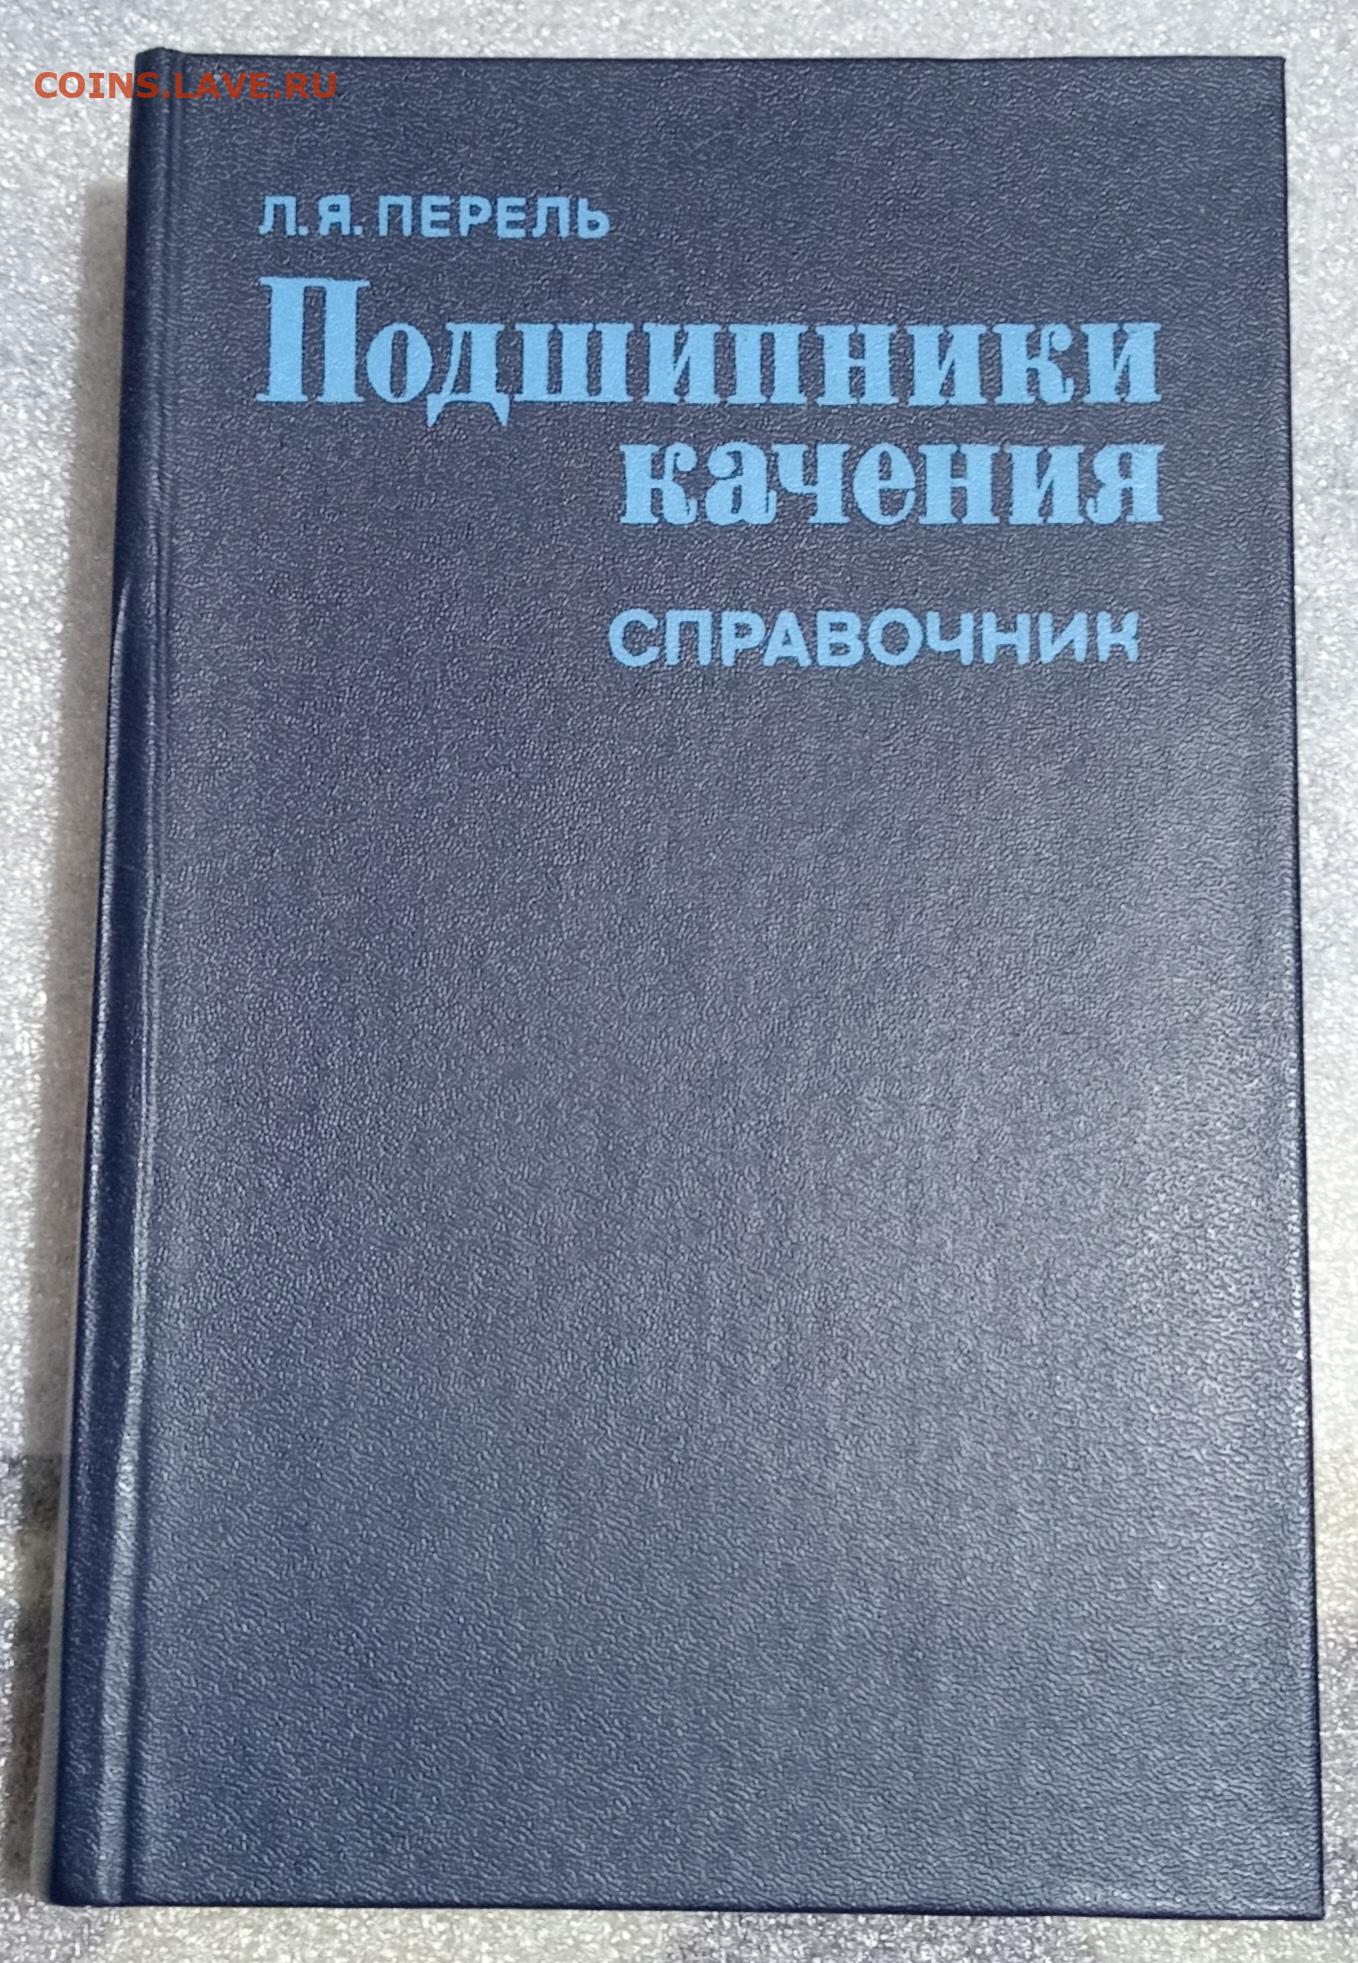 COINS.LAVE.RU
Л.Я.ПЕРЕЛЬ
Подшипники
качения
СПРАВОЧНИК